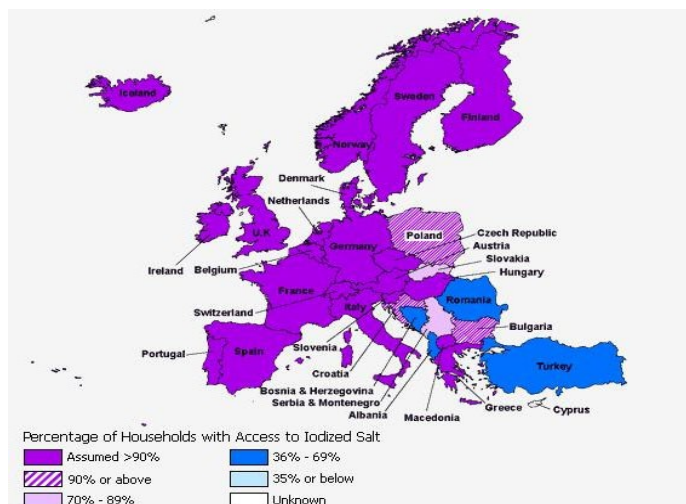 Iceland
Sweden
Finland
Norway
Denmark
Netherlands
Poland
Czech Republic
U.K
Germany
Austria
Slovakia
Ireland
Belgium
Hungary
France
Switzerland
Italy
Romania
Bulgaria
Portugal
Spain
Slovenia
Croatia
Turkey
Bosnia & Herzegovina
Serbia & Montenegro
Albania
Macedonia
Greece
Cyprus
Percentage of Households with Access to Iodized Salt
Assumed >90%
36% - 69%
90% or above
35% or below
70% - 89%
Unknown